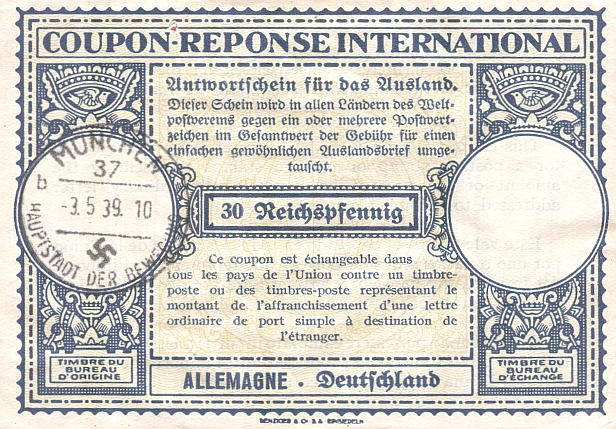 COUPON-REPONSE INTERNATIONAL
Antwortschein für das Ausland.
Dieser Schein wird in allen Ländern des Welt-
postvereins gegen ein oder mehrere Postwert-
zeichen im Gesamtwert der Gebühr für einen
einfachen gewöhnlichen Auslandsbrief umge-
tauscht.
MÜNCHEN
37
b
-3.5 39. 10
HAUPTSTADT DER BEWEGUNG
30 Reichspfennig
Ce coupon est échangeable dans
tous les pays de l'Union contre un timbre-
poste ou des timbres-poste représentant le
montant de l'affranchissement d'une lettre
ordinaire de port simple à destination de
l'étranger.
TIMBRE DU
BUREAU
D'ORIGINE
ALLEMAGNE . Deutschland
TIMBRE DU
BUREAU
D'ÉCHANGE